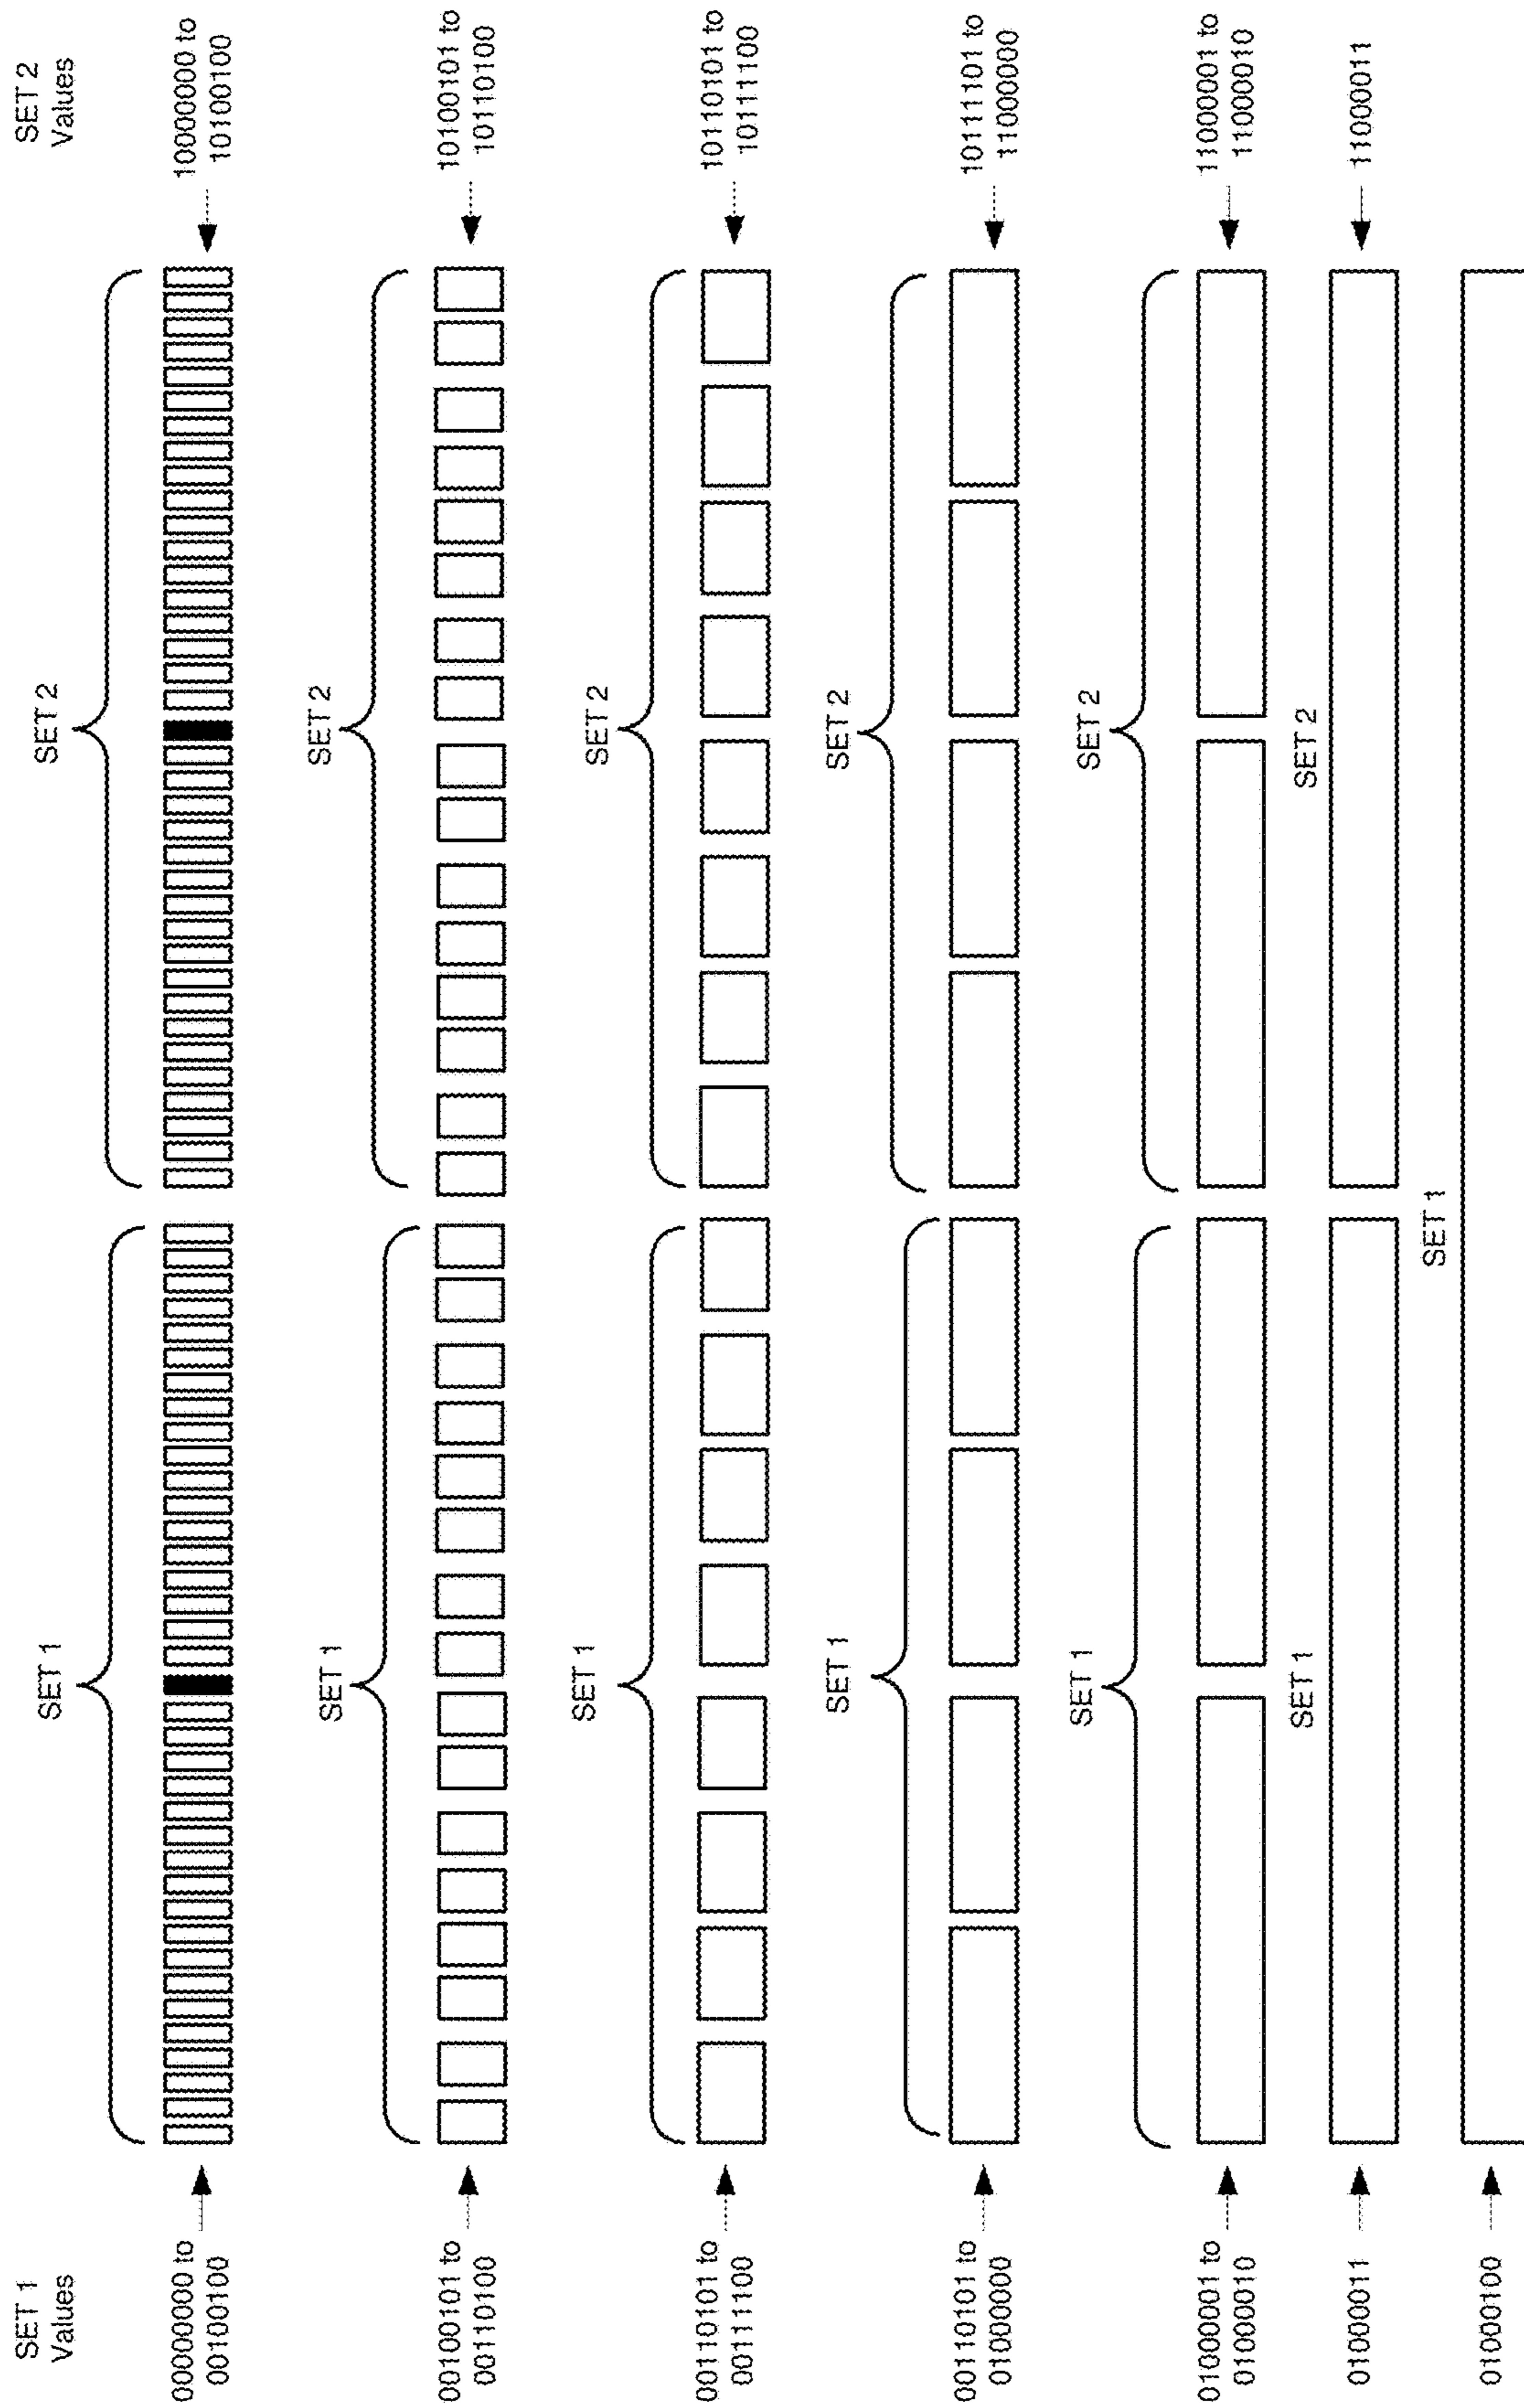 SET 1
Values
SET 2
Values
00000000 to
00100100
SET 1
SET 2
10000000 to
10100100
00100101 to
00110100
SET 1
SET 2
10100101 to
10110100
00110101 to
00111100
SET 1
SET 2
10110101 to
10111100
00110101 to
01000000
SET 1
SET 2
10111101 to
11000000
01000001 to
01000010
SET 1
SET 2
11000001 to
11000010
01000011
SET 1
SET 2
11000011
01000100
SET 1